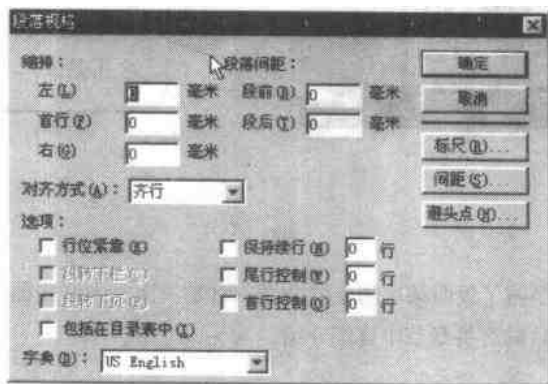 段落规格
缩排： 段落间距：
左(L) 0 毫米 段前(B) 0 毫米
首行(F) 0 毫米 段后(T) 0 毫米
右(G) 0 毫米
对齐方式(A)： 齐行
选项：
行位紧靠(K) 保持续行(W) 0 行
尾行控制(Y) 0 行
首行控制(O) 0 行
包括在目录表中(I)
字典(D)： US English
确定
取消
标尺(R)...
间距(S)...
避头点(H)...